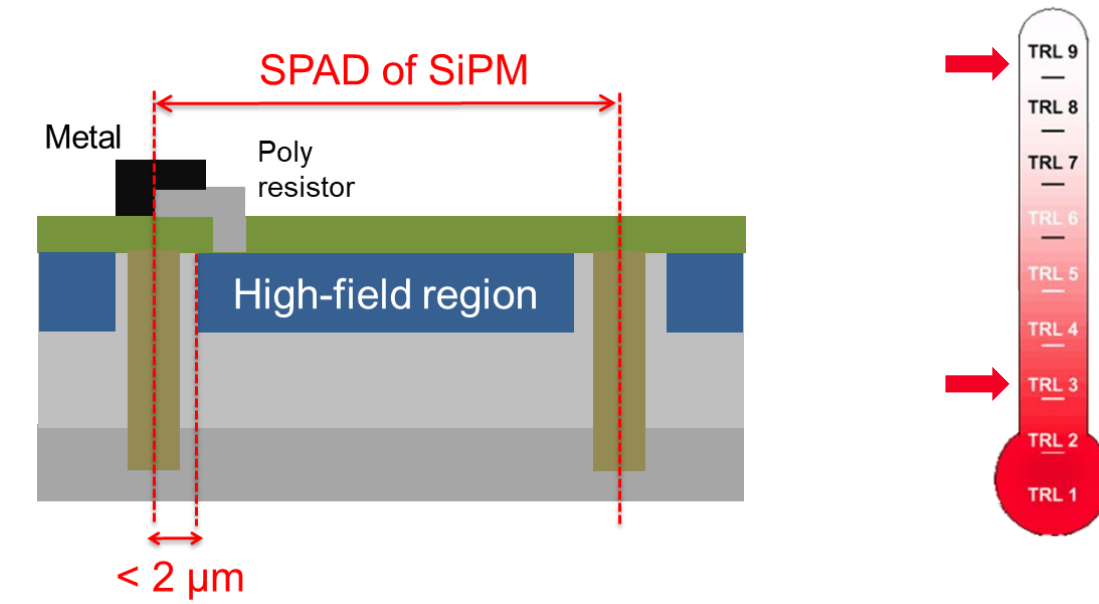 SPAD of SiPM
Metal
Poly
resistor
High-field region
< 2 µm
TRL 9
TRL 8
TRL 7
TRL 6
TRL 5
TRL 4
TRL 3
TRL 2
TRL 1